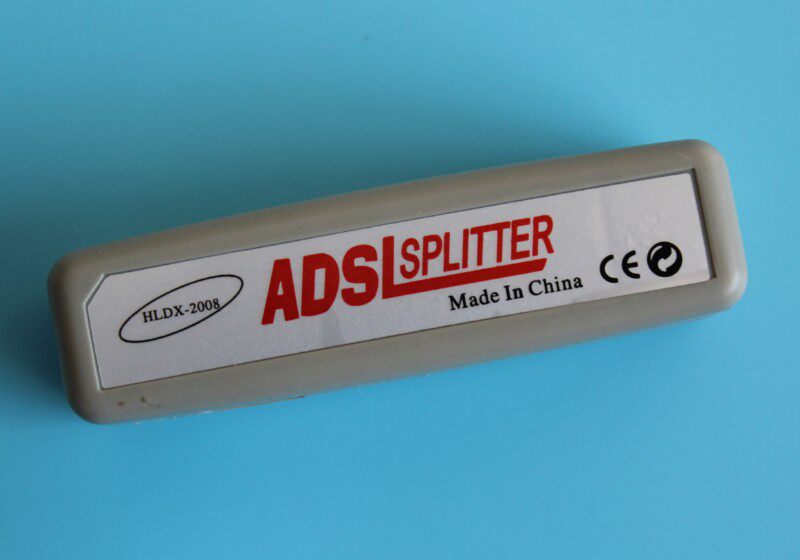 HLDX-2008
ADSL SPLITTER
Made In China
CE